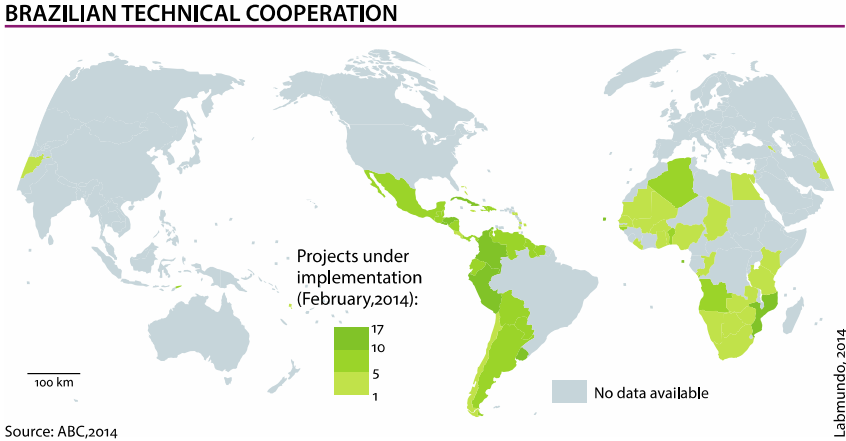 BRAZILIAN TECHNICAL COOPERATION
Projects under
implementation
(February,2014):
17
10
5
1
100 km
No data available
Labmundo, 2014
Source: ABC,2014